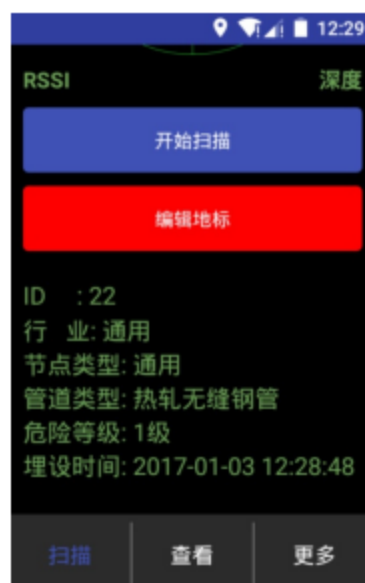 12:29
RSSI 深度
开始扫描
编辑地标
ID : 22
行 业: 通用
节点类型: 通用
管道类型: 热轧无缝钢管
危险等级: 1级
埋设时间: 2017-01-03 12:28:48
扫描 查看 更多